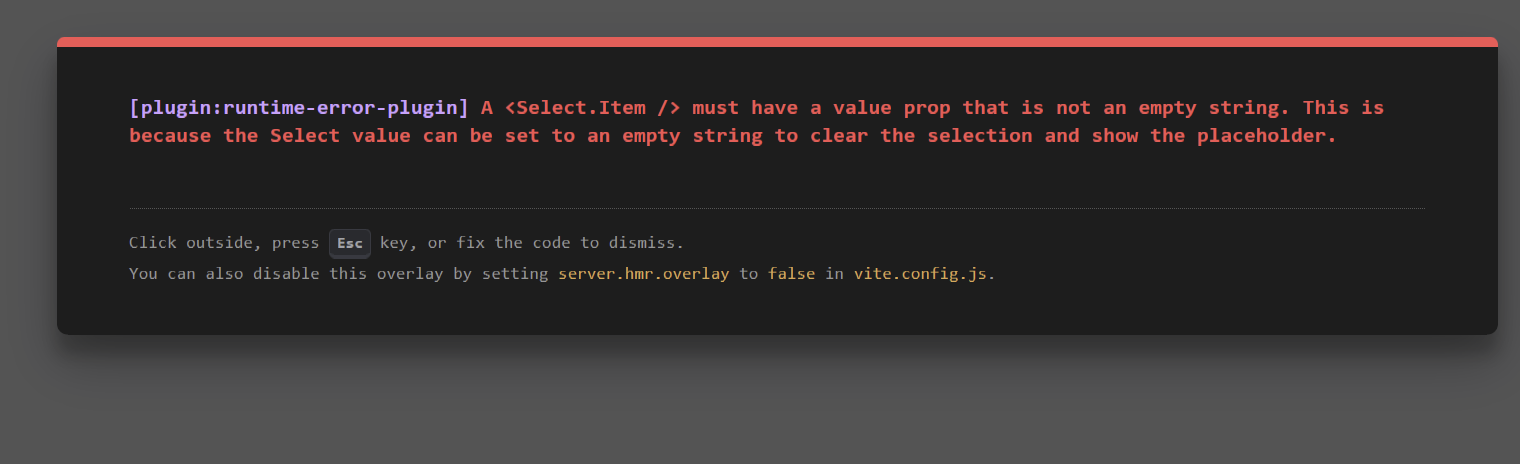 [plugin:runtime-error-plugin] A <Select.Item /> must have a value prop that is not an empty string. This is
because the Select value can be set to an empty string to clear the selection and show the placeholder.
Click outside, press Esc key, or fix the code to dismiss.
You can also disable this overlay by setting server.hmr.overlay to false in vite.config.js.